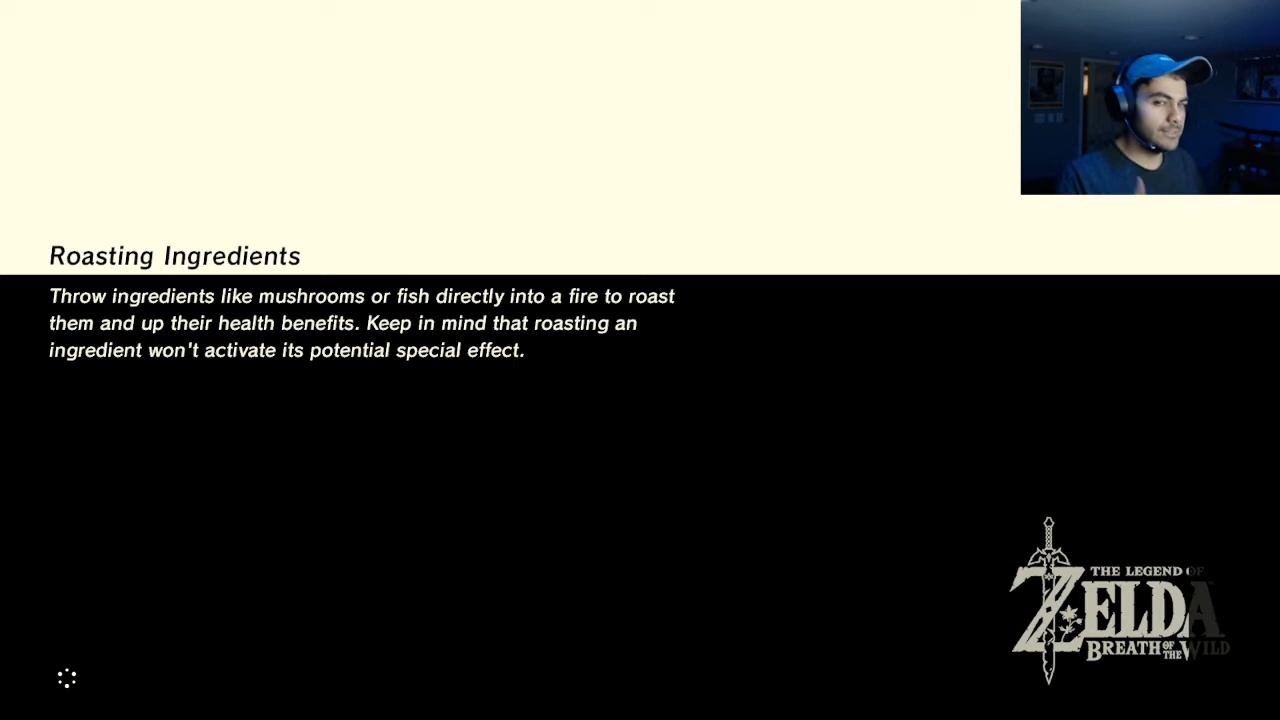 Roasting Ingredients
Throw ingredients like mushrooms or fish directly into a fire to roast
them and up their health benefits. Keep in mind that roasting an
ingredient won't activate its potential special effect.
THE LEGEND OF
ZELDA
BREATH OF THE WILD